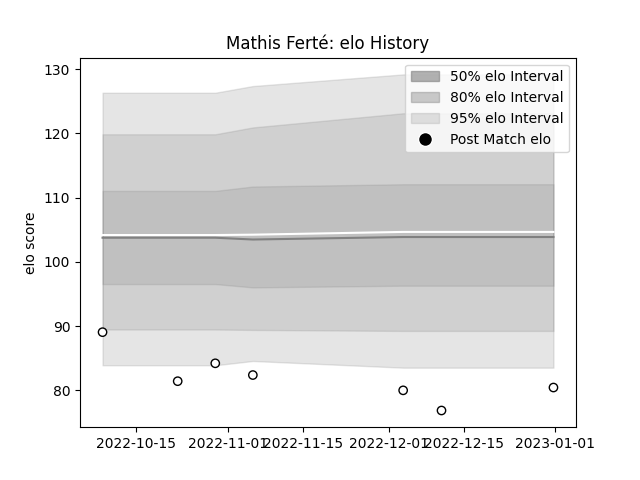 Mathis Ferté: elo History
50% elo Interval
80% elo Interval
95% elo Interval
Post Match elo
elo score
130
120
110
100
90
80
2022-10-15
2022-11-01
2022-11-15
2022-12-01
2022-12-15
2023-01-01